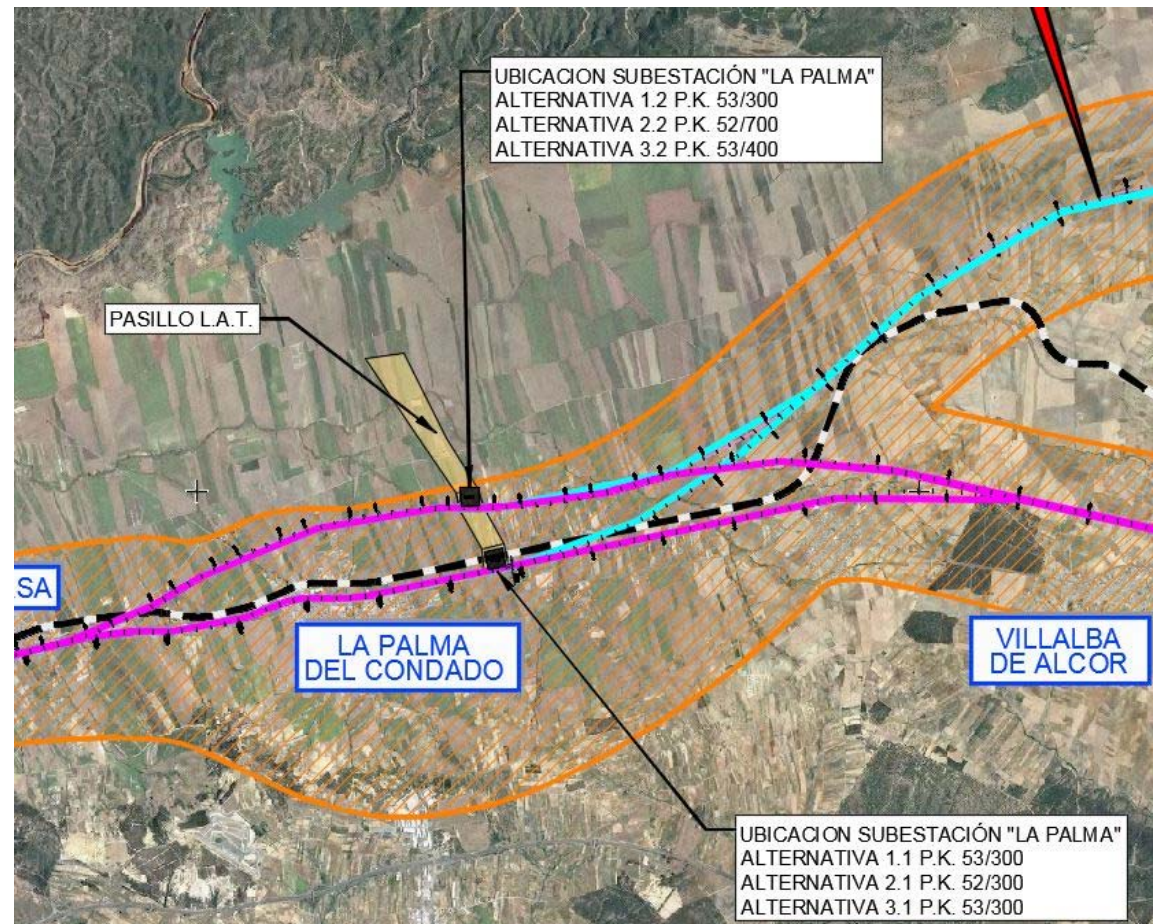 UBICACION SUBESTACIÓN "LA PALMA"
ALTERNATIVA 1.2 P.K. 53/300
ALTERNATIVA 2.2 P.K. 52/700
ALTERNATIVA 3.2 P.K. 53/400
PASILLO L.A.T.
SA
LA PALMA
DEL CONDADO
VILLALBA
DE ALCOR
UBICACION SUBESTACIÓN "LA PALMA"
ALTERNATIVA 1.1 P.K. 53/300
ALTERNATIVA 2.1 P.K. 52/300
ALTERNATIVA 3.1 P.K. 53/300